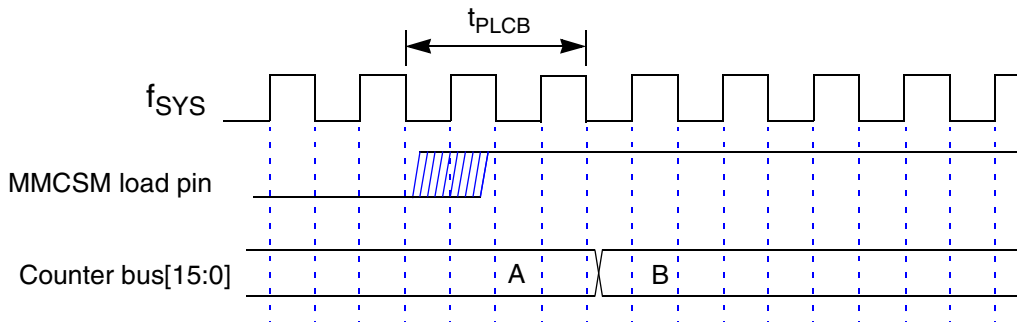 tPLCB
fSYS
MMCSM load pin
Counter bus[15:0]
A
B